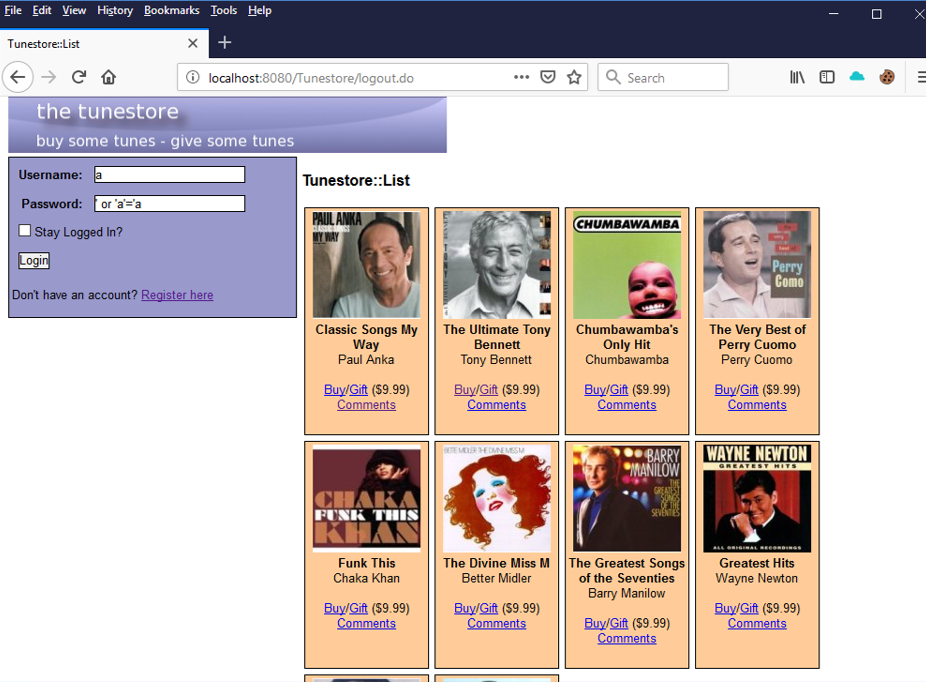 File Edit View History Bookmarks Tools Help
Tunestore::List
localhost:8080/Tunestore/logout.do
Search
the tunestore
buy some tunes - give some tunes
Username: a
Password: ' or 'a'='a
Stay Logged In?
Login
Don't have an account? Register here
Tunestore::List
PAUL ANKA
CLASSIC SONGS
MY WAY
CHUMBAWAMBA
the
very
best of
Perry
Como
Classic Songs My
Way
Paul Anka
Buy/Gift ($9.99)
Comments
The Ultimate Tony
Bennett
Tony Bennett
Buy/Gift ($9.99)
Comments
Chumbawamba's
Only Hit
Chumbawamba
Buy/Gift ($9.99)
Comments
The Very Best of
Perry Cuomo
Perry Cuomo
Buy/Gift ($9.99)
Comments
CHAKA
FUNK THIS
KHAN
BETTE MIDLER THE DIVINE MISS M
BARRY
MANILOW
THE
GREATEST
SONGS
OF THE
SEVENTIES
WAYNE NEWTON
GREATEST HITS
ALL ORIGINAL RECORDINGS
Funk This
Chaka Khan
Buy/Gift ($9.99)
Comments
The Divine Miss M
Better Midler
Buy/Gift ($9.99)
Comments
The Greatest Songs
of the Seventies
Barry Manilow
Buy/Gift ($9.99)
Comments
Greatest Hits
Wayne Newton
Buy/Gift ($9.99)
Comments